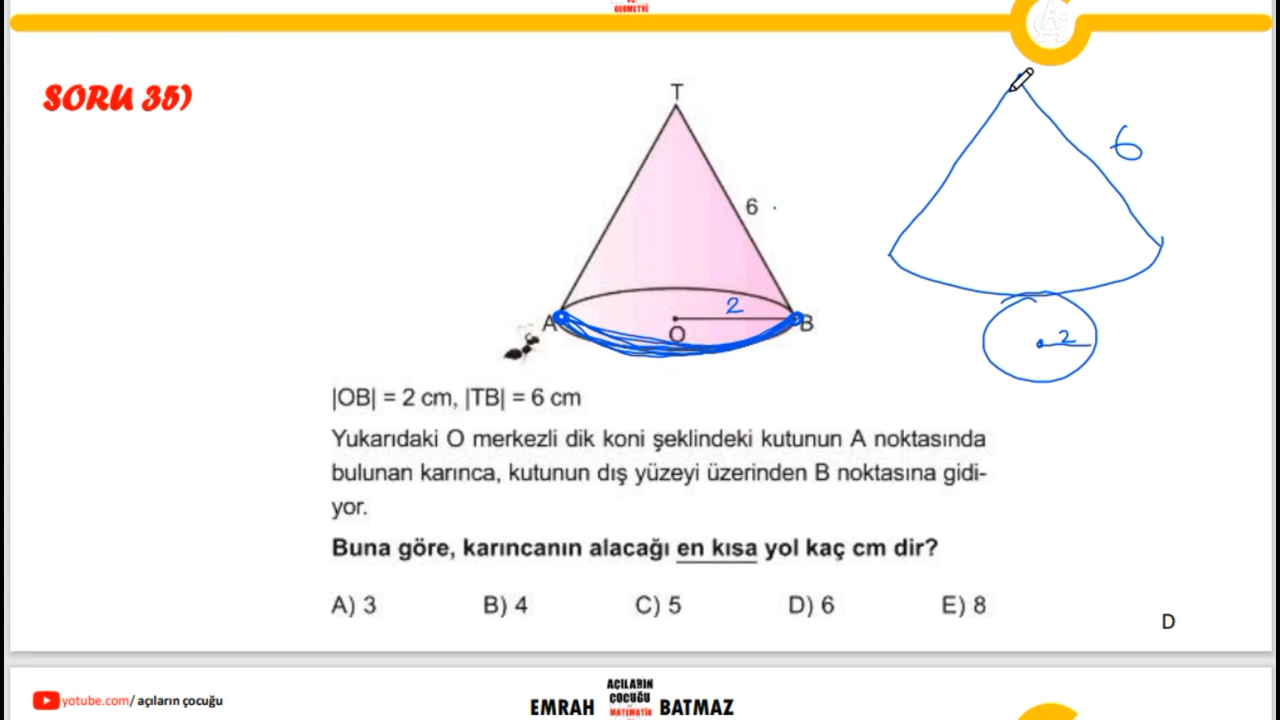 GEOMETRİ
SORU 35)
T
6
6
2
A
O
B
2
|OB| = 2 cm, |TB| = 6 cm
Yukarıdaki O merkezli dik koni şeklindeki kutunun A noktasında
bulunan karınca, kutunun dış yüzeyi üzerinden B noktasına gidi-
yor.
Buna göre, karıncanın alacağı en kısa yol kaç cm dir?
A) 3 B) 4 C) 5 D) 6 E) 8
D
yotube.com/ açıların çocuğu
EMRAH
AÇILARIN
ÇOCUĞU
MATEMATİK
BATMAZ